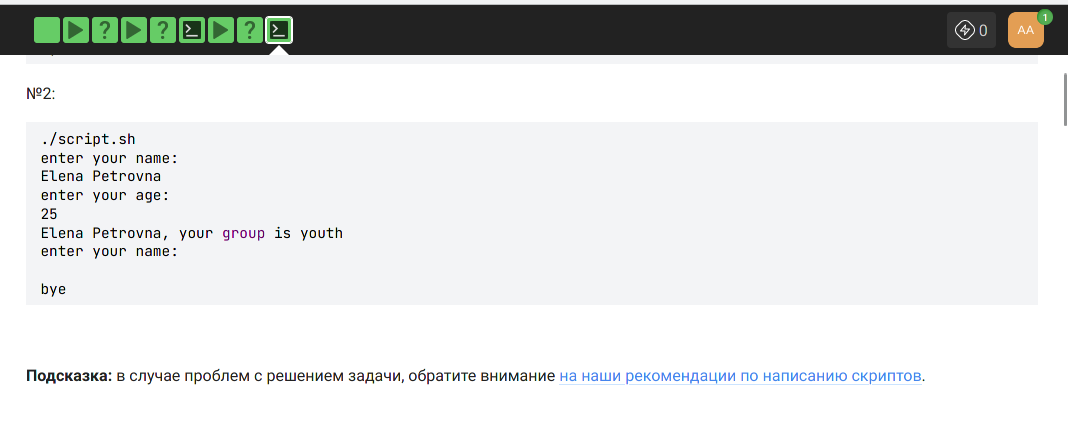 0
AA
1
№2:
./script.sh
enter your name:
Elena Petrovna
enter your age:
25
Elena Petrovna, your group is youth
enter your name:
bye
Подсказка: в случае проблем с решением задачи, обратите внимание на наши рекомендации по написанию скриптов.